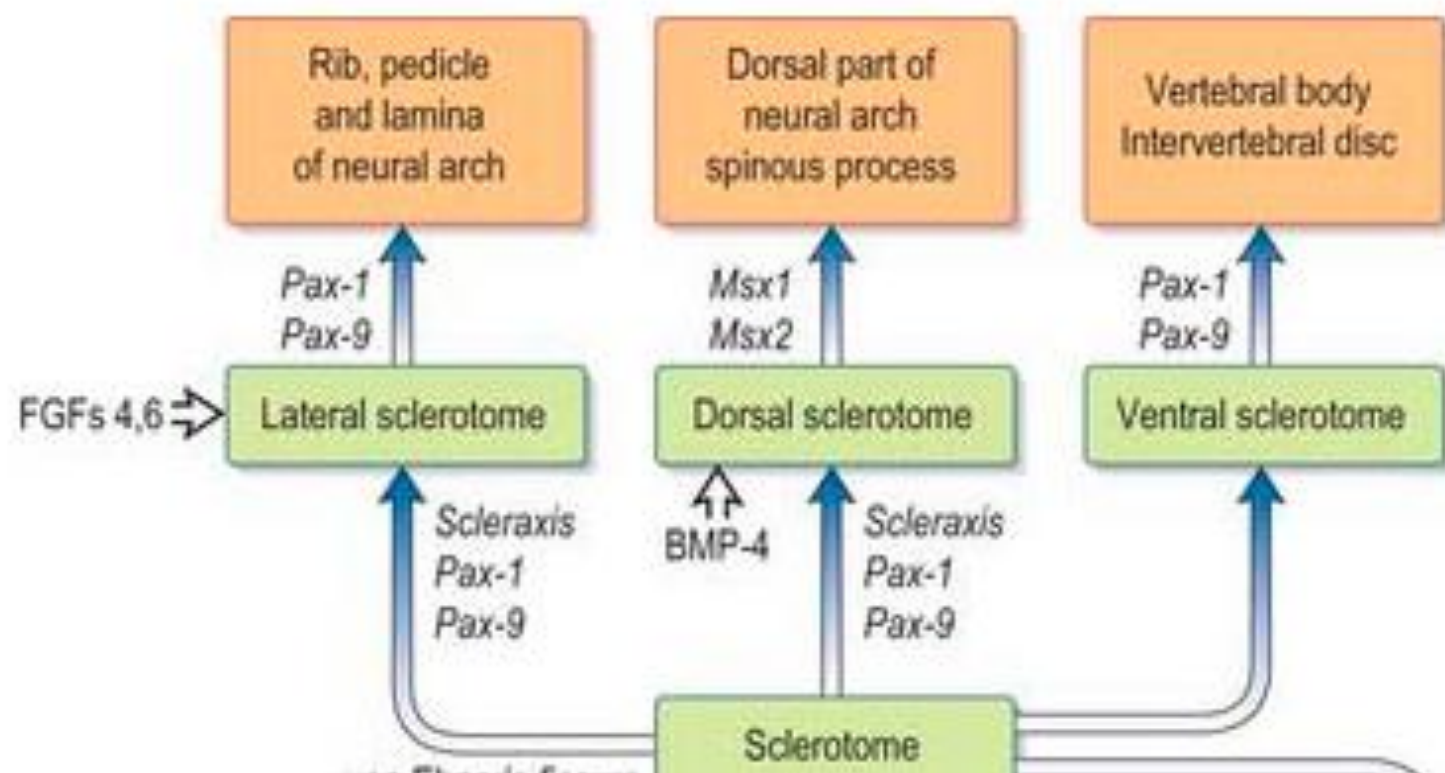 Rib, pedicle
and lamina
of neural arch
Dorsal part of
neural arch
spinous process
Vertebral body
Intervertebral disc
Pax-1
Pax-9
Msx1
Msx2
Pax-1
Pax-9
FGFs 4,6
Lateral sclerotome
Dorsal sclerotome
Ventral sclerotome
Scleraxis
Pax-1
Pax-9
BMP-4
Scleraxis
Pax-1
Pax-9
Sclerotome